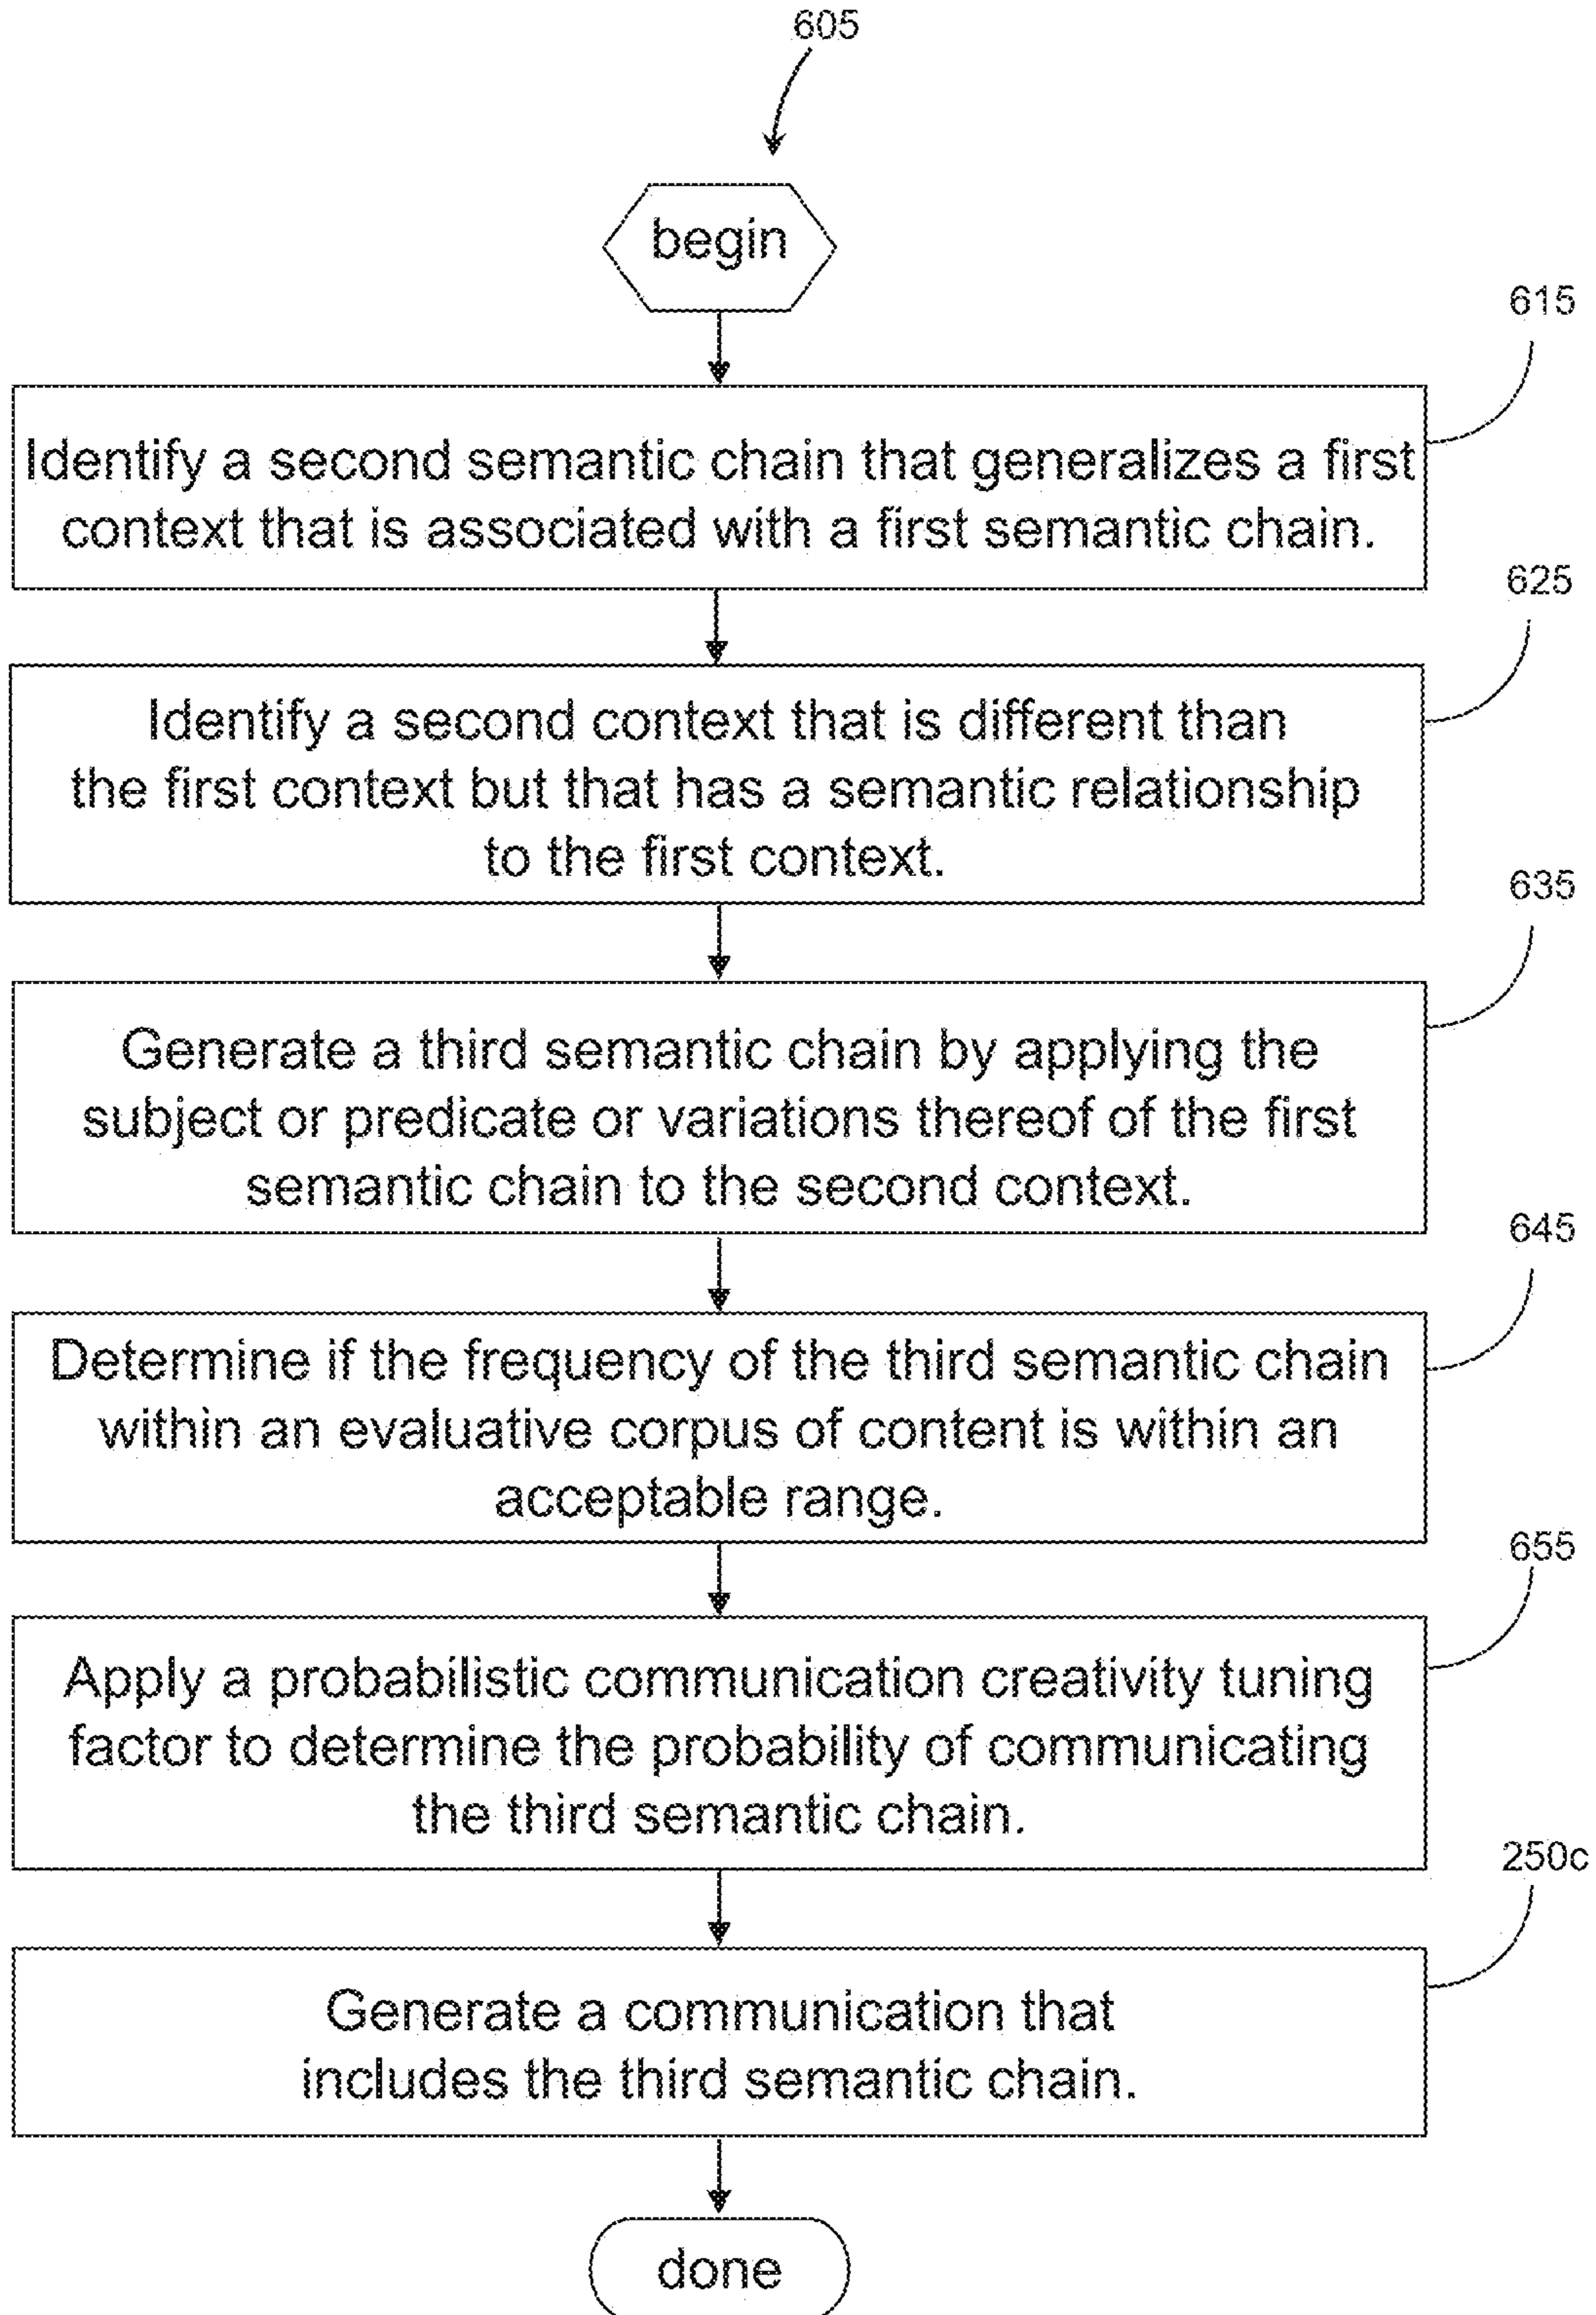 605
begin
615
Identify a second semantic chain that generalizes a first
context that is associated with a first semantic chain.
625
Identify a second context that is different than
the first context but that has a semantic relationship
to the first context.
635
Generate a third semantic chain by applying the
subject or predicate or variations thereof of the first
semantic chain to the second context.
645
Determine if the frequency of the third semantic chain
within an evaluative corpus of content is within an
acceptable range.
655
Apply a probabilistic communication creativity tuning
factor to determine the probability of communicating
the third semantic chain.
250c
Generate a communication that
includes the third semantic chain.
done